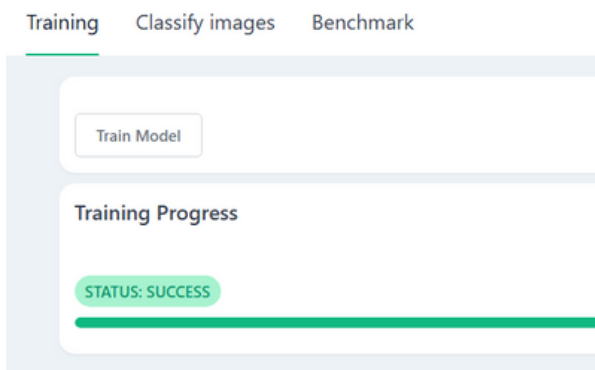 Training Classify images Benchmark
Train Model
Training Progress
STATUS: SUCCESS